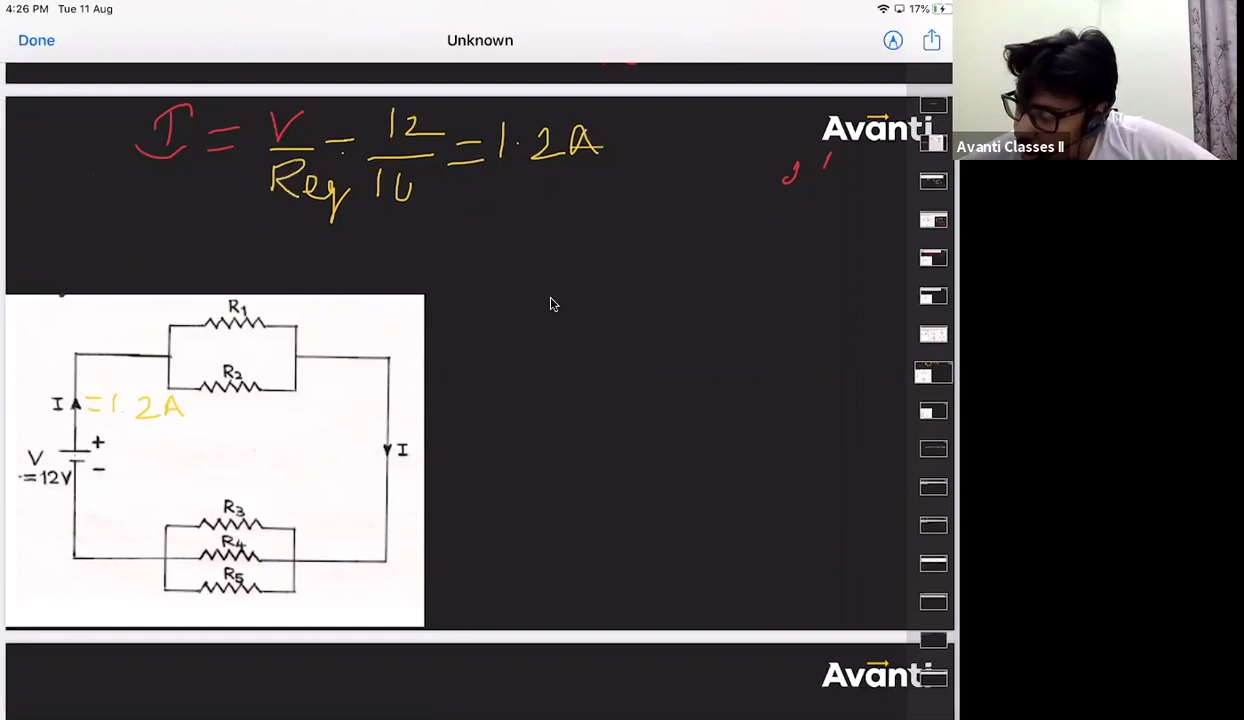 4:26 PM Tue 11 Aug
17%
Done
Unknown
I = V/Req = 12/10 = 1.2A
Avanti
Avanti Classes II
R1
R2
I = 1.2A
+
V
-
= 12V
I
R3
R4
R5
Avanti